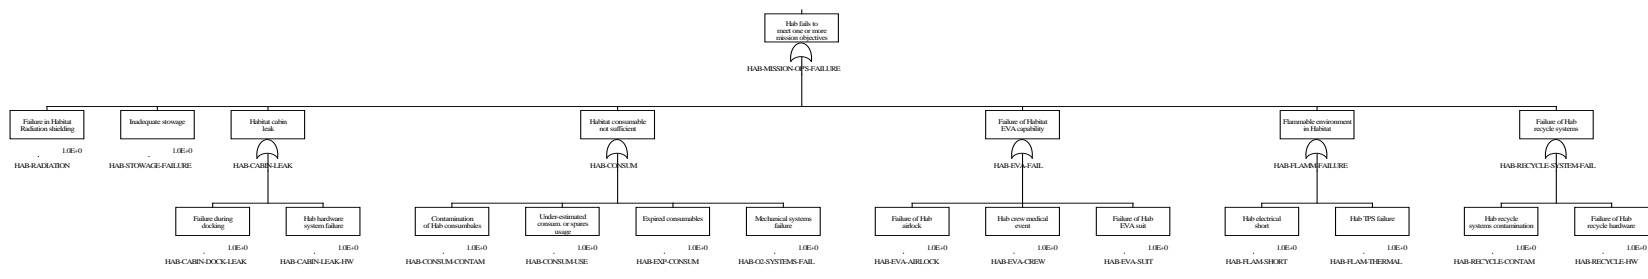 Hab fails to
meet one or more
mission objectives
HAB-MISSION-OPS-FAILURE
Failure in Habitat
Radiation shielding
Inadequate stowage
Habitat cabin
leak
Habitat consumable
not sufficient
Failure of Habitat
EVA capability
Flammable environment
in Habitat
Failure of Hab
recycle systems
1.0E+0
1.0E+0
HAB-RADIATION
HAB-STOWAGE-FAILURE
HAB-CABIN-LEAK
HAB-CONSUM
HAB-EVA-FAIL
HAB-FLAMM-FAILURE
HAB-RECYCLE-SYSTEM-FAIL
Failure during
docking
Hab hardware
system failure
Contamination
of Hab consumbales
Under-estimated
consum. or spares
usage
Expired consumables
Mechanical systems
failure
Failure of Hab
airlock
Hab crew medical
event
Failure of Hab
EVA suit
Hab electrical
short
Hab TPS failure
Hab recycle
systems contamination
Failure of Hab
recycle hardware
1.0E+0
1.0E+0
1.0E+0
1.0E+0
1.0E+0
1.0E+0
1.0E+0
1.0E+0
1.0E+0
1.0E+0
1.0E+0
1.0E+0
1.0E+0
HAB-CABIN-DOCK-LEAK
HAB-CABIN-LEAK-HW
HAB-CONSUM-CONTAM
HAB-CONSUM-USE
HAB-EXP-CONSUM
HAB-O2-SYSTEMS-FAIL
HAB-EVA-AIRLOCK
HAB-EVA-CREW
HAB-EVA-SUIT
HAB-FLAM-SHORT
HAB-FLAM-THERMAL
HAB-RECYCLE-CONTAM
HAB-RECYCLE-HW